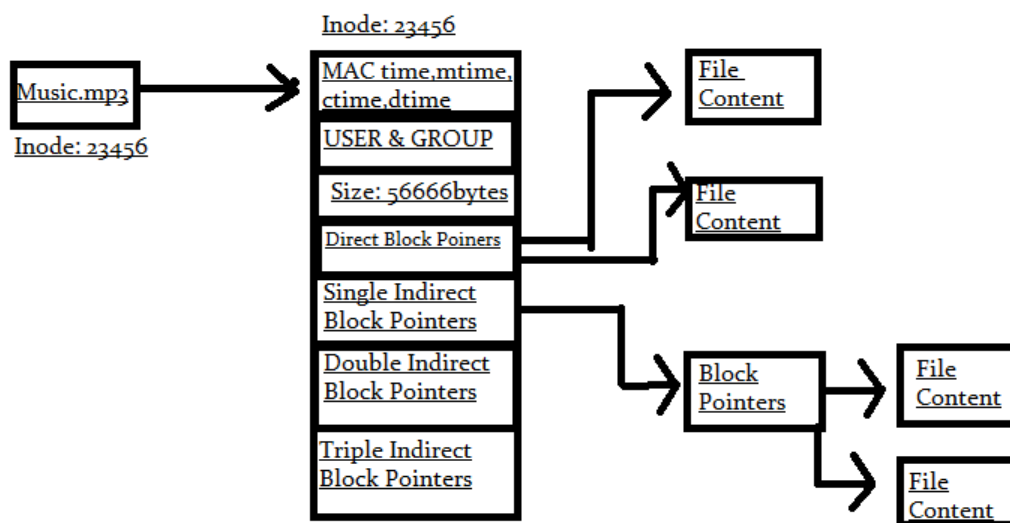 Inode: 23456
Music.mp3
Inode: 23456
MAC time,mtime,
ctime,dtime
USER & GROUP
Size: 56666bytes
Direct Block Poiners
Single Indirect
Block Pointers
Double Indirect
Block Pointers
Triple Indirect
Block Pointers
File
Content
File
Content
Block
Pointers
File
Content
File
Content